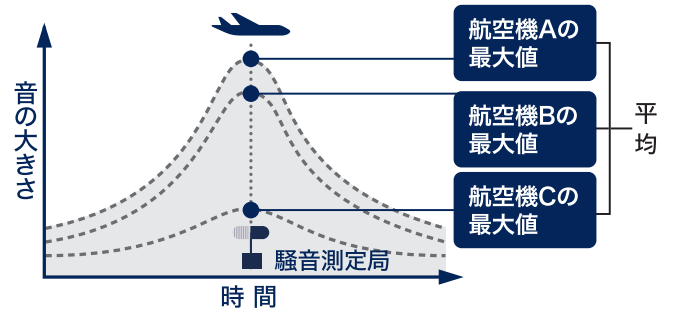 航空機Aの
最大値
航空機Bの
最大値
航空機Cの
最大値
平均
音の大きさ
騒音測定局
時間